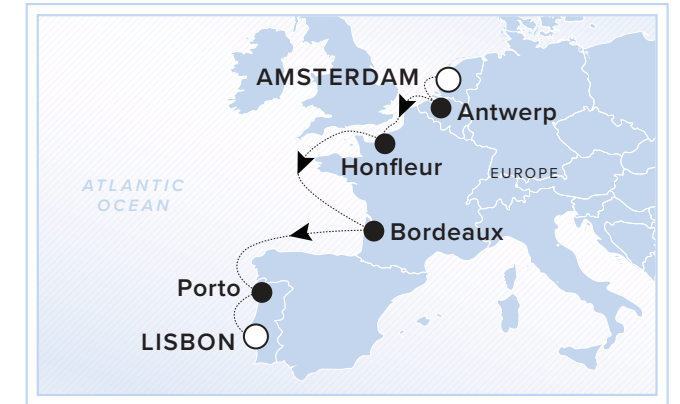 AMSTERDAM
Antwerp
Honfleur
EUROPE
ATLANTIC
OCEAN
Bordeaux
Porto
LISBON